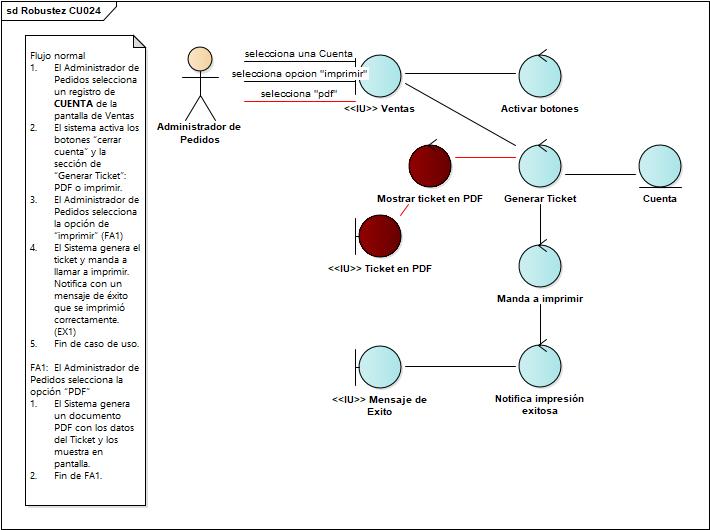 sd Robustez CU024
Flujo normal
1. El Administrador de
Pedidos selecciona
un registro de
CUENTA de la
pantalla de Ventas
2. El sistema activa los
botones "cerrar
cuenta" y la
sección de
"Generar Ticket":
PDF o imprimir.
3. El Administrador de
Pedidos selecciona
la opción de
"imprimir" (FA1)
4. El Sistema genera el
ticket y manda a
llamar a imprimir.
Notifica con un
mensaje de éxito
que se imprimió
correctamente.
(EX1)
5. Fin de caso de uso.
FA1: El Administrador de
Pedidos selecciona la
opción "PDF"
1. El Sistema genera
un documento
PDF con los datos
del Ticket y los
muestra en
pantalla.
2. Fin de FA1.
Administrador de
Pedidos
selecciona una Cuenta
selecciona opcion "imprimir"
selecciona "pdf"
<<IU>> Ventas
Activar botones
Mostrar ticket en PDF
Generar Ticket
Cuenta
<<IU>> Ticket en PDF
Manda a imprimir
<<IU>> Mensaje de
Exito
Notifica impresión
exitosa